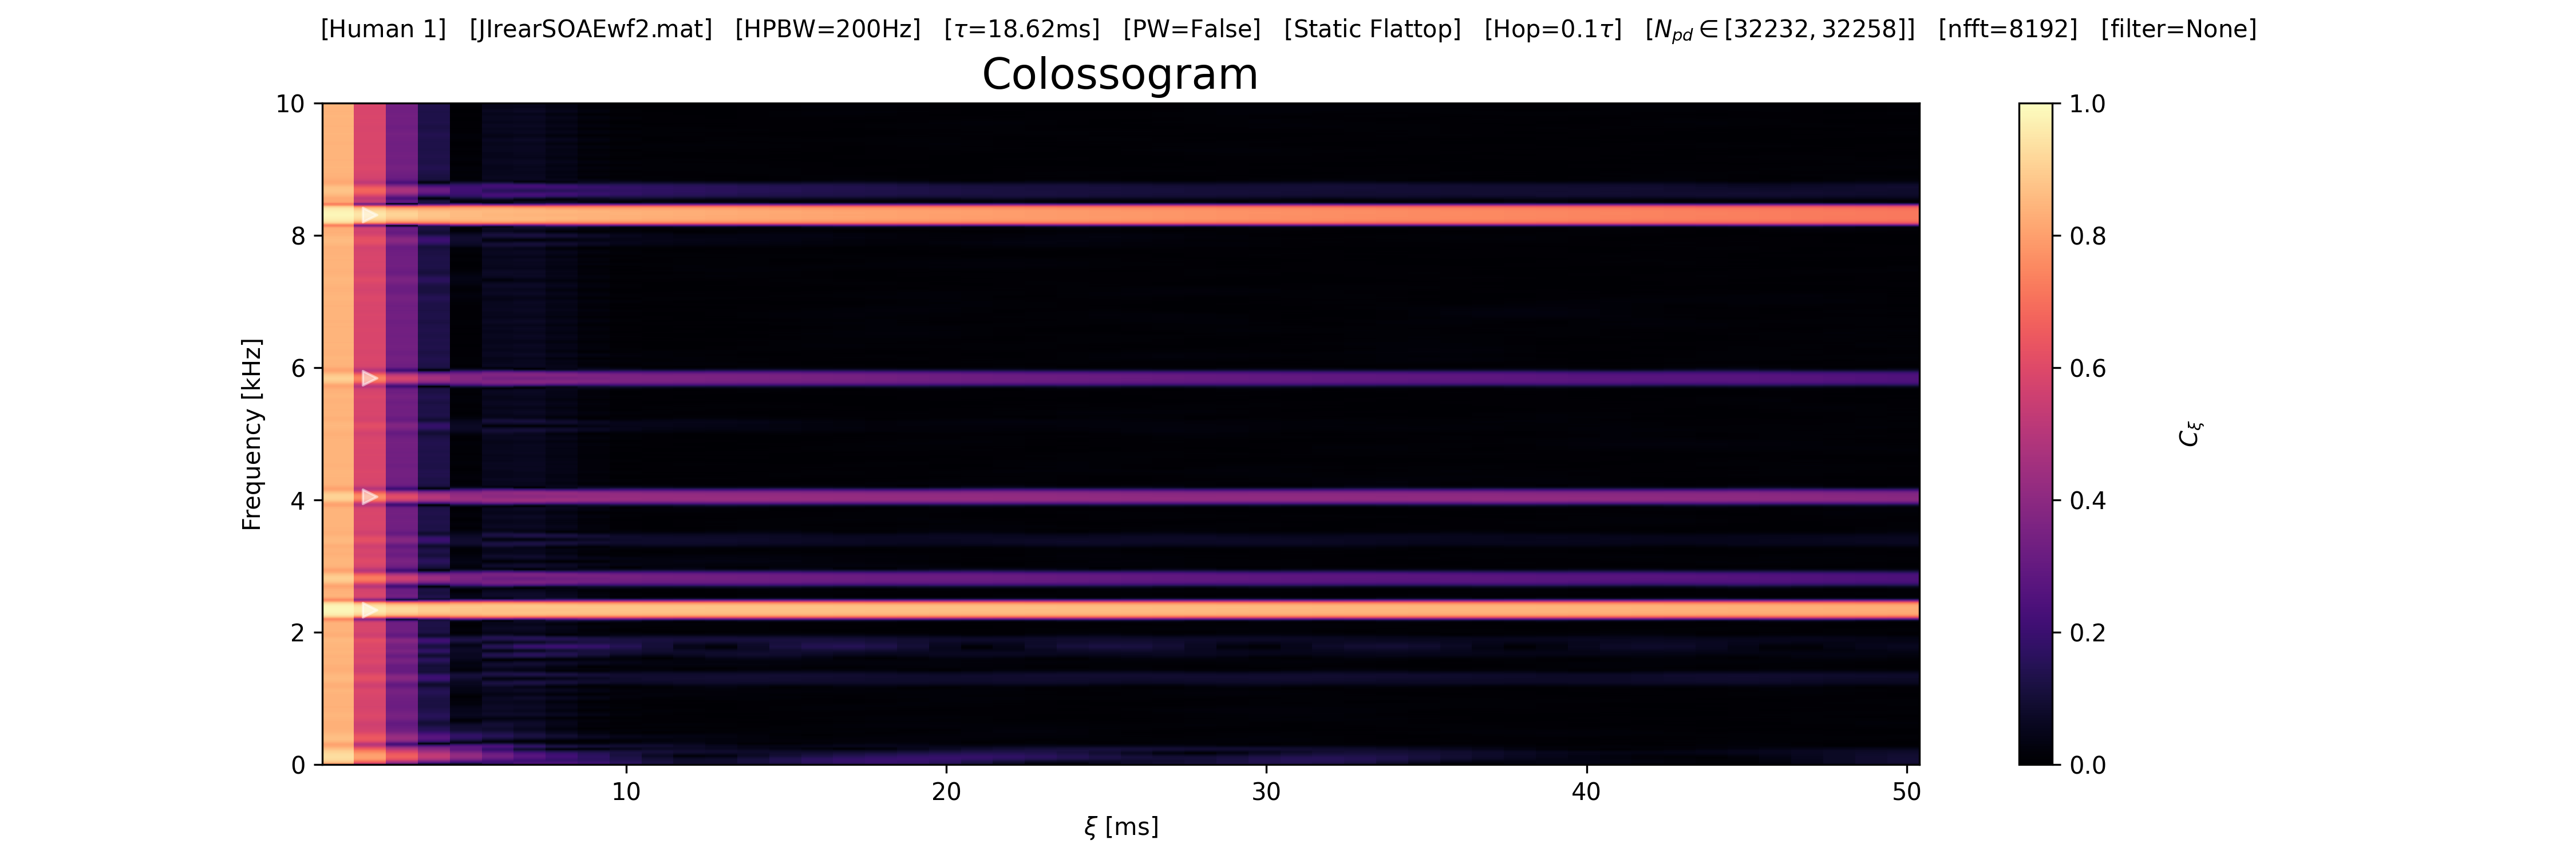 [Human 1] [JIrearSOAEwf2.mat] [HPBW=200Hz] [τ=18.62ms] [PW=False] [Static Flattop] [Hop=0.1τ] [N_pd ∈ [32232, 32258]] [nfft=8192] [filter=None]
Colossogram
10
8
6
4
2
0
Frequency [kHz]
10 20 30 40 50
ξ [ms]
1.0
0.8
0.6
0.4
0.2
0.0
C_ξ